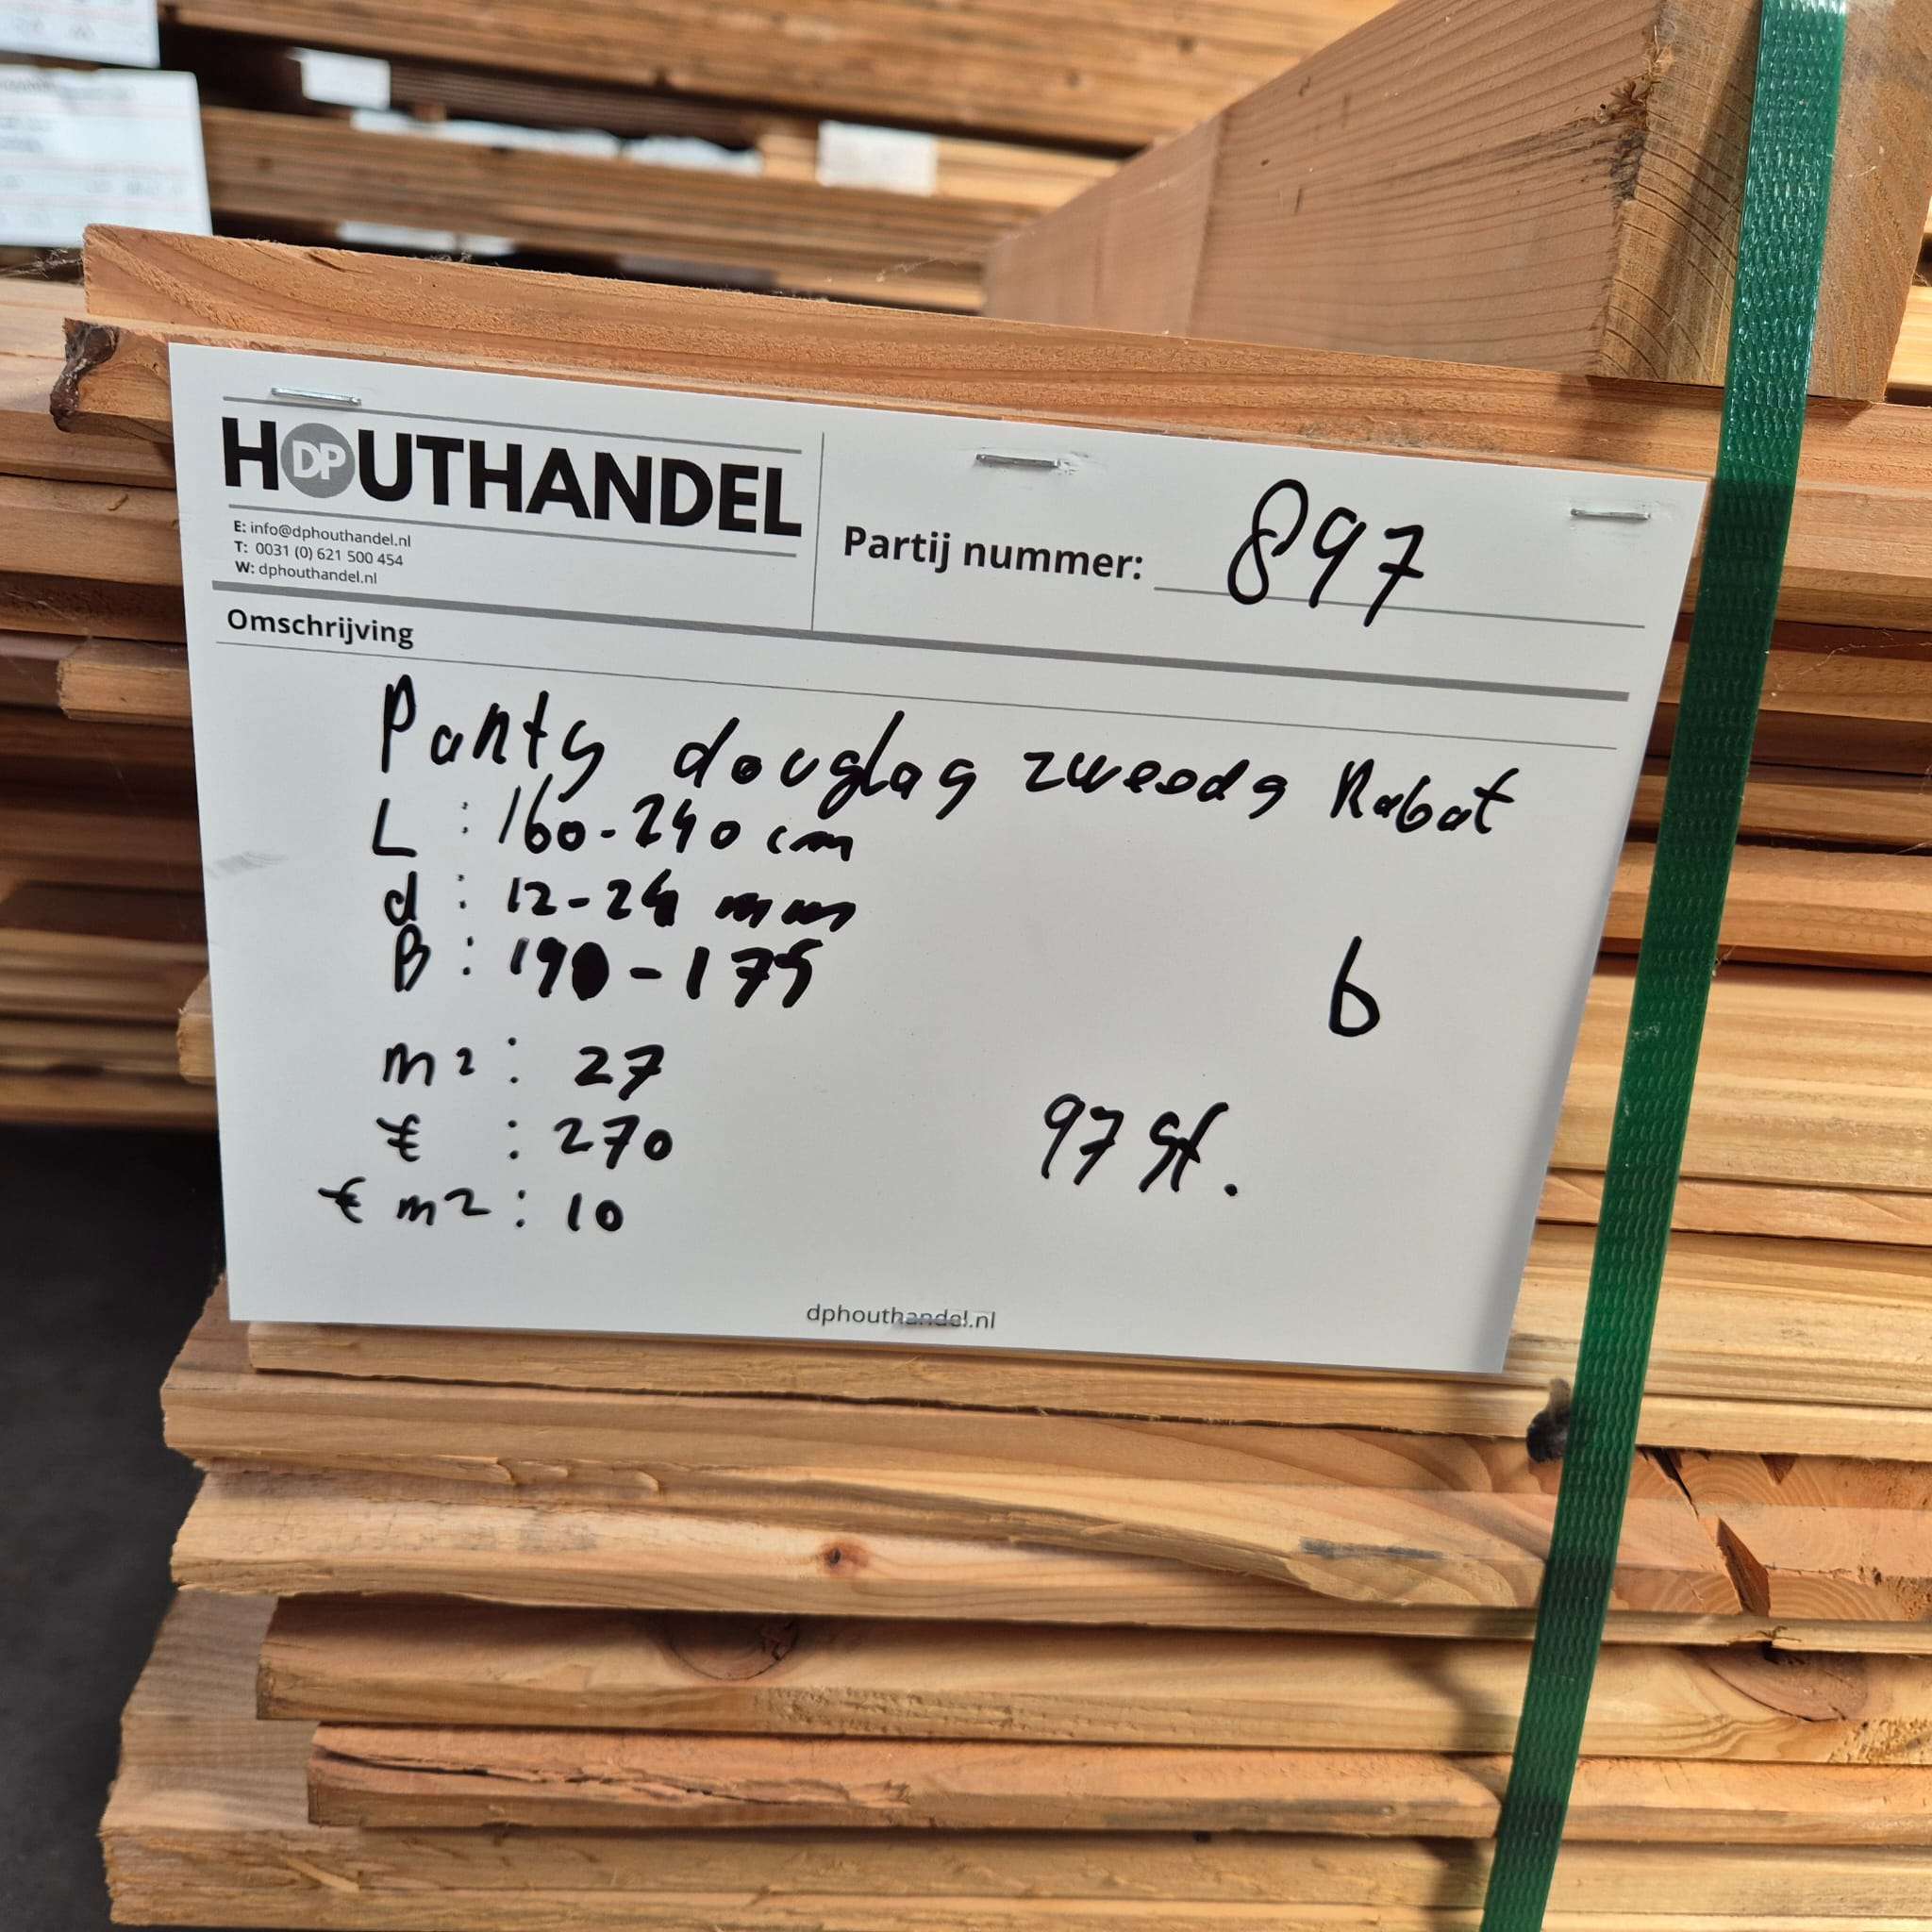 HOUTHANDEL
DP
E: info@dphouthandel.nl
T: 0031 (0) 621 500 454
W: dphouthandel.nl
Partij nummer: 897
Omschrijving
Party douglas zweeds Rabat
L : 160-240 cm
d : 12-24 mm
B : 190-175
6
m2 : 27
€ : 270
97 st.
€ m2 : 10
dphouthandel.nl